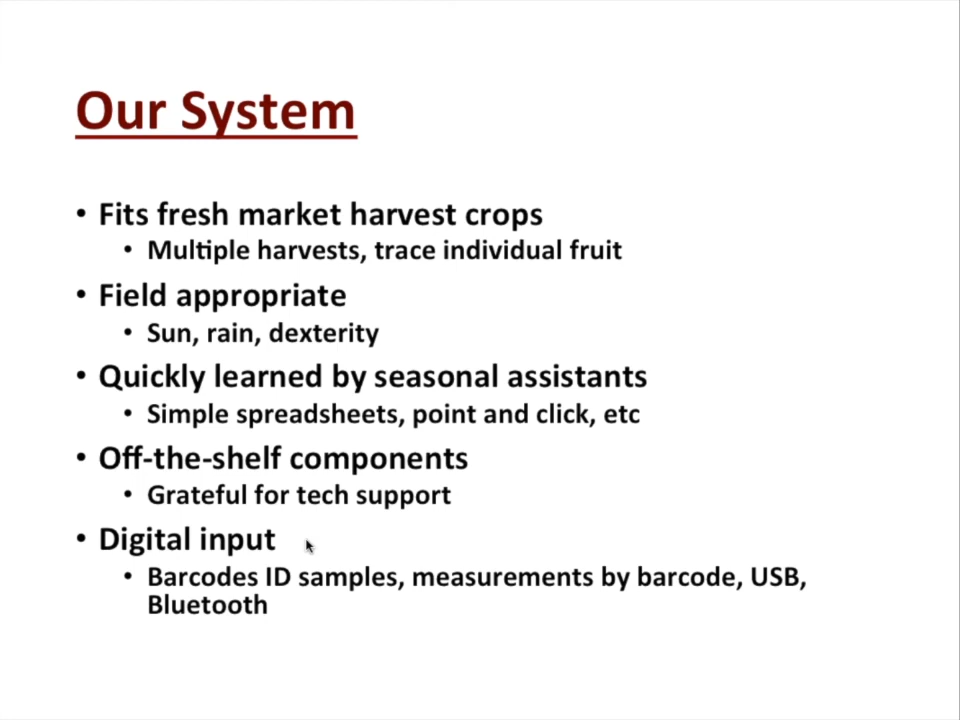 Our System
• Fits fresh market harvest crops
• Multiple harvests, trace individual fruit
• Field appropriate
• Sun, rain, dexterity
• Quickly learned by seasonal assistants
• Simple spreadsheets, point and click, etc
• Off-the-shelf components
• Grateful for tech support
• Digital input
• Barcodes ID samples, measurements by barcode, USB,
Bluetooth